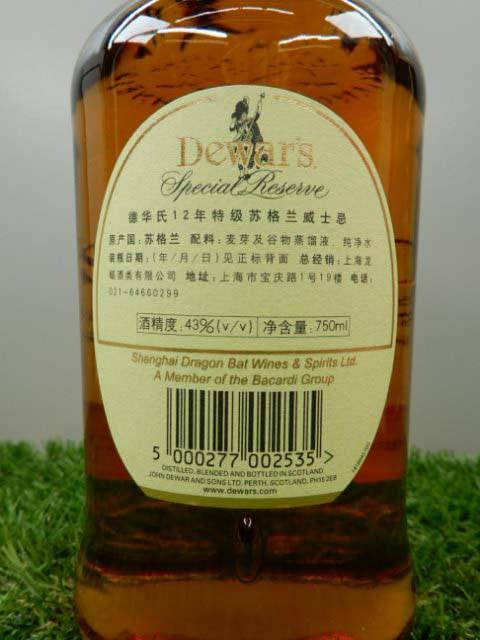 Dewar's
Special Reserve
德华氏12年特级苏格兰威士忌
原产国:苏格兰 配料:麦芽及谷物蒸馏液、纯净水
装瓶日期:(年/月/日)见正标背面 总经销:上海龙
幅酒类有限公司 地址:上海市宝庆路1号19楼 电话:
021-64660299
酒精度:43%(v/v) 净含量:750ml
Shanghai Dragon Bat Wines & Spirits Ltd.
A Member of the Bacardi Group
5 000277 002535 >
DISTILLED, BLENDED AND BOTTLED IN SCOTLAND
JOHN DEWAR AND SONS LTD. PERTH, SCOTLAND, PH15 2EB
www.dewars.com